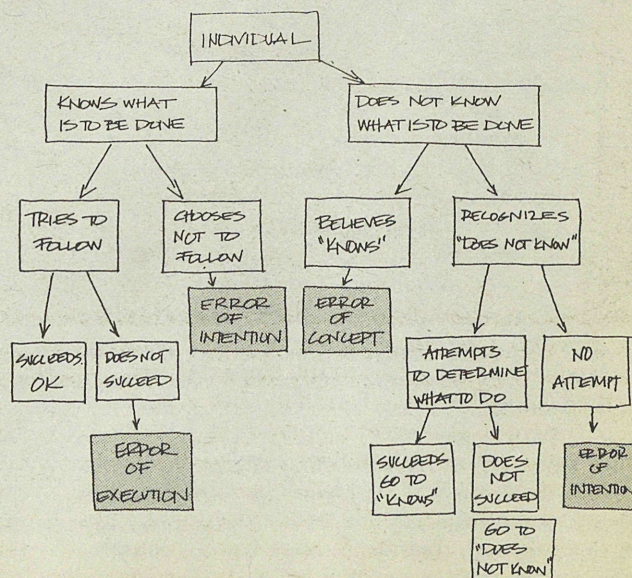 INDIVIDUAL
KNOWS WHAT
IS TO BE DONE
DOES NOT KNOW
WHAT IS TO BE DONE
TRIES TO
FOLLOW
CHOOSES
NOT TO
FOLLOW
BELIEVES
"KNOWS"
RECOGNIZES
"DOES NOT KNOW"
ERROR
OF
INTENTION
ERROR
OF
CONCEPT
SUCCEEDS.
OK
DOES NOT
SUCCEED
ATTEMPTS
TO DETERMINE
WHAT TO DO
NO
ATTEMPT
ERROR
OF
EXECUTION
SUCCEEDS
GO TO
"KNOWS"
DOES
NOT
SUCCEED
ERROR
OF
INTENTION
GO TO
"DOES
NOT KNOW"